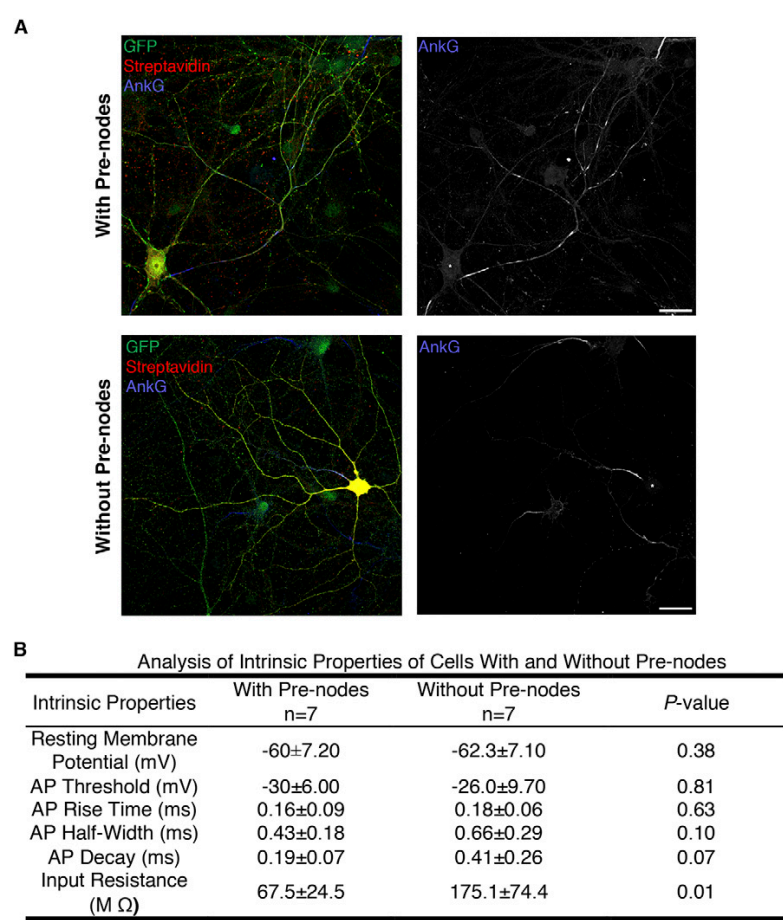 A
GFP
Streptavidin
AnkG
AnkG
With Pre-nodes
GFP
Streptavidin
AnkG
AnkG
Without Pre-nodes
B
Analysis of Intrinsic Properties of Cells With and Without Pre-nodes
Intrinsic Properties With Pre-nodes n=7 Without Pre-nodes n=7 P-value
Resting Membrane Potential (mV) -60±7.20 -62.3±7.10 0.38
AP Threshold (mV) -30±6.00 -26.0±9.70 0.81
AP Rise Time (ms) 0.16±0.09 0.18±0.06 0.63
AP Half-Width (ms) 0.43±0.18 0.66±0.29 0.10
AP Decay (ms) 0.19±0.07 0.41±0.26 0.07
Input Resistance (M Ω) 67.5±24.5 175.1±74.4 0.01